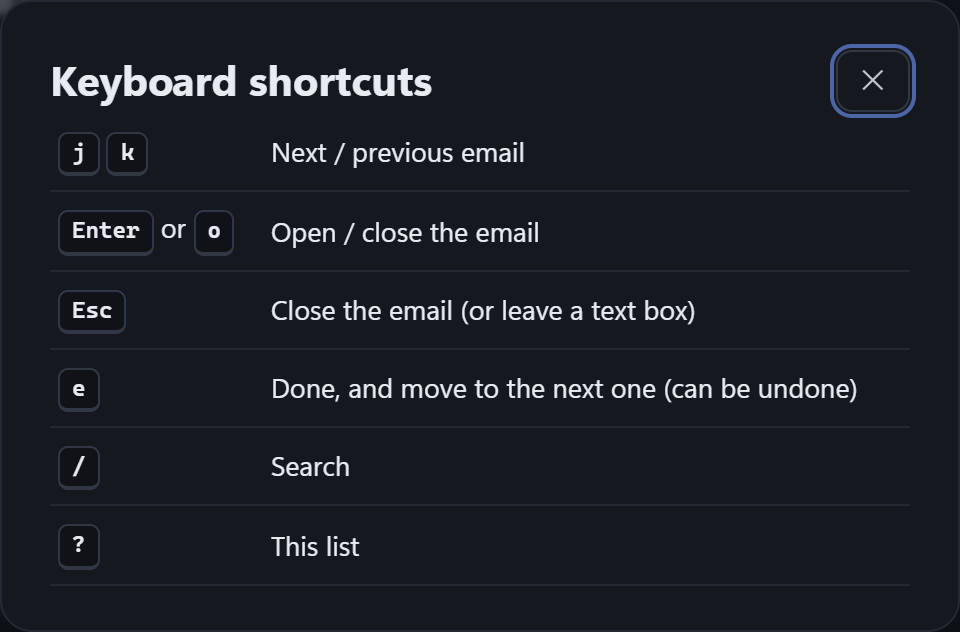 Keyboard shortcuts
j k Next / previous email
Enter or o Open / close the email
Esc Close the email (or leave a text box)
e Done, and move to the next one (can be undone)
/ Search
? This list